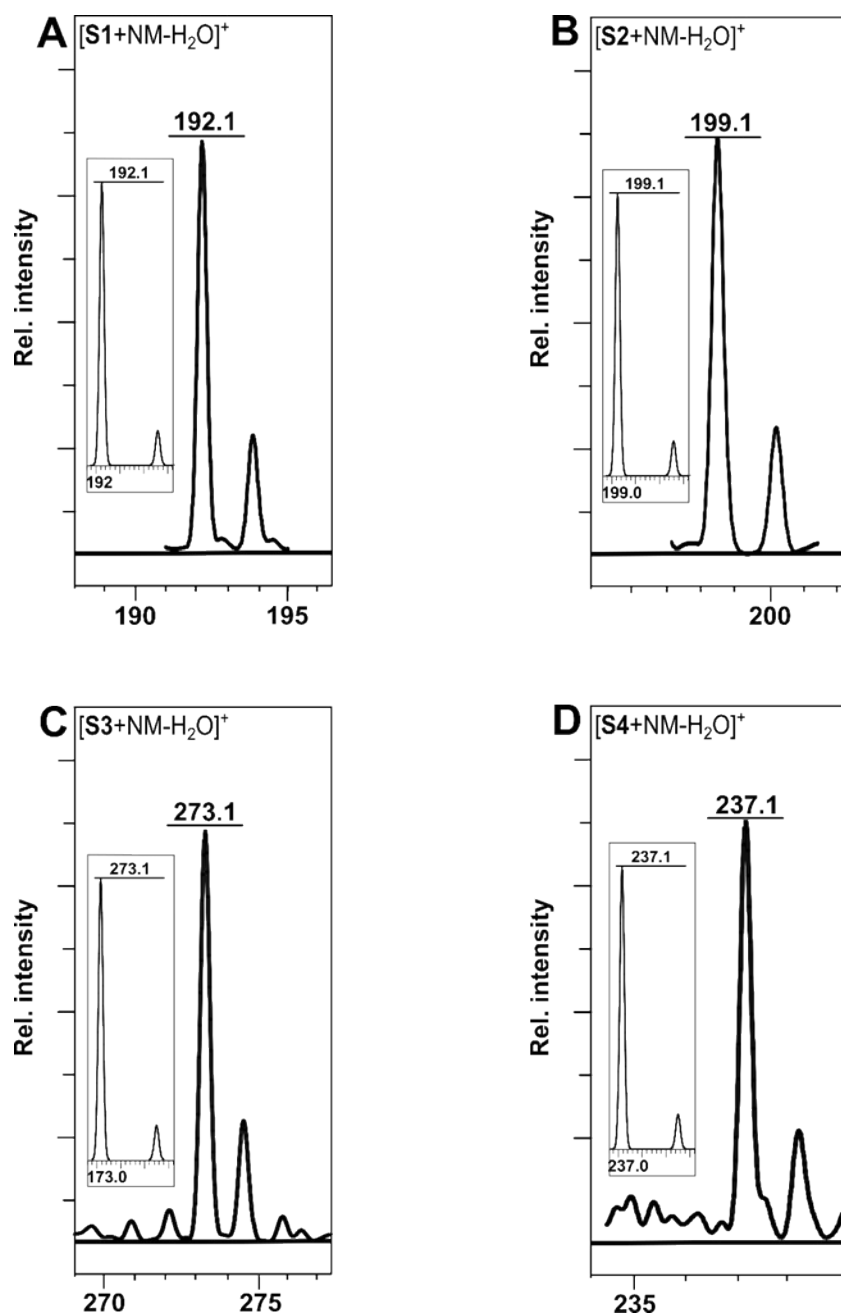 A [S1+NM-H₂O]⁺
192.1
192.1
192
Rel. intensity
190 195
B [S2+NM-H₂O]⁺
199.1
199.1
199.0
Rel. intensity
200
C [S3+NM-H₂O]⁺
273.1
273.1
173.0
Rel. intensity
270 275
D [S4+NM-H₂O]⁺
237.1
237.1
237.0
Rel. intensity
235